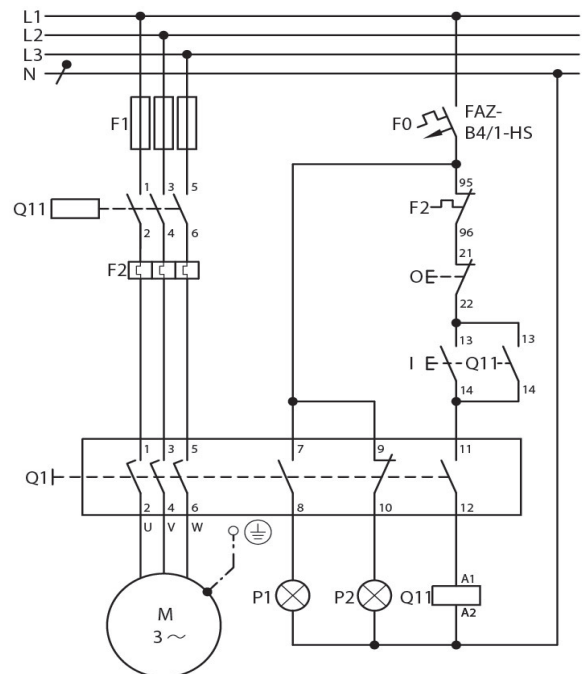 L1
L2
L3
N
F1
F0
FAZ-
B4/1-HS
95
F2
96
1 3 5
Q11
2 4 6
F2
21
O
22
13 13
I Q11
14 14
1 3 5 7 9 11
Q1
2 4 6 8 10 12
U V W
A1
P1 P2 Q11
A2
M
3 ~